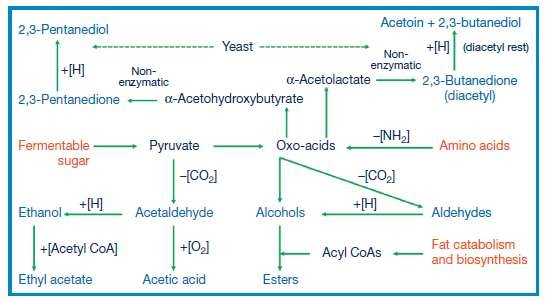 2,3-Pentanediol
Acetoin + 2,3-butanediol
Yeast
+[H]
Non-
enzymatic
Non-
enzymatic
+[H]
(diacetyl rest)
2,3-Pentanedione
α-Acetohydroxybutyrate
α-Acetolactate
2,3-Butanedione
(diacetyl)
Fermentable
sugar
Pyruvate
Oxo-acids
–[NH2]
Amino acids
–[CO2]
–[CO2]
Ethanol
+[H]
Acetaldehyde
Alcohols
+[H]
Aldehydes
+[Acetyl CoA]
+[O2]
Acyl CoAs
Fat catabolism
and biosynthesis
Ethyl acetate
Acetic acid
Esters